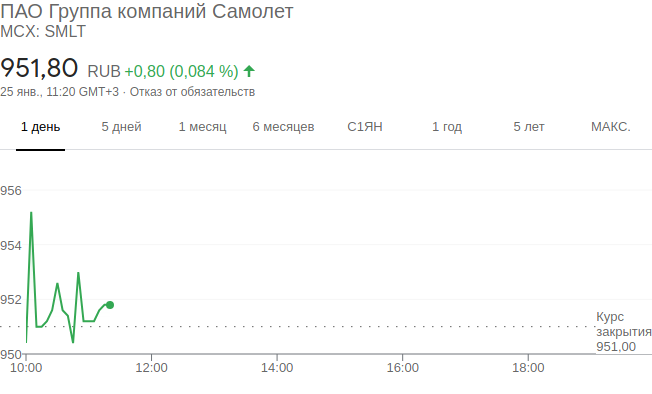 ПАО Группа компаний Самолет
MCX: SMLT
951,80 RUB +0,80 (0,084 %)
25 янв., 11:20 GMT+3 · Отказ от обязательств
1 день 5 дней 1 месяц 6 месяцев С1ЯН 1 год 5 лет МАКС.
956
954
952
Курс
закрытия
951,00
950
10:00 12:00 14:00 16:00 18:00